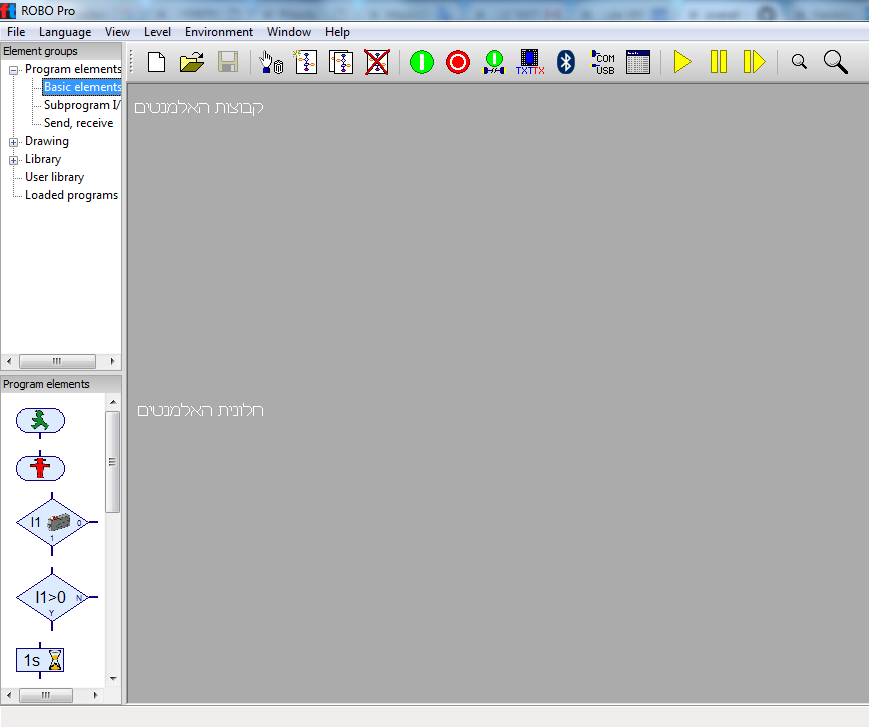 ROBO Pro
File Language View Level Environment Window Help
Element groups
Program elements
Basic elements
Subprogram I/
Send, receive
Drawing
Library
User library
Loaded programs
TXT TX
COM
USB
קבוצות האלמנטים
Program elements
חלונית האלמנטים
I1
0
1
I1>0
N
Y
1s